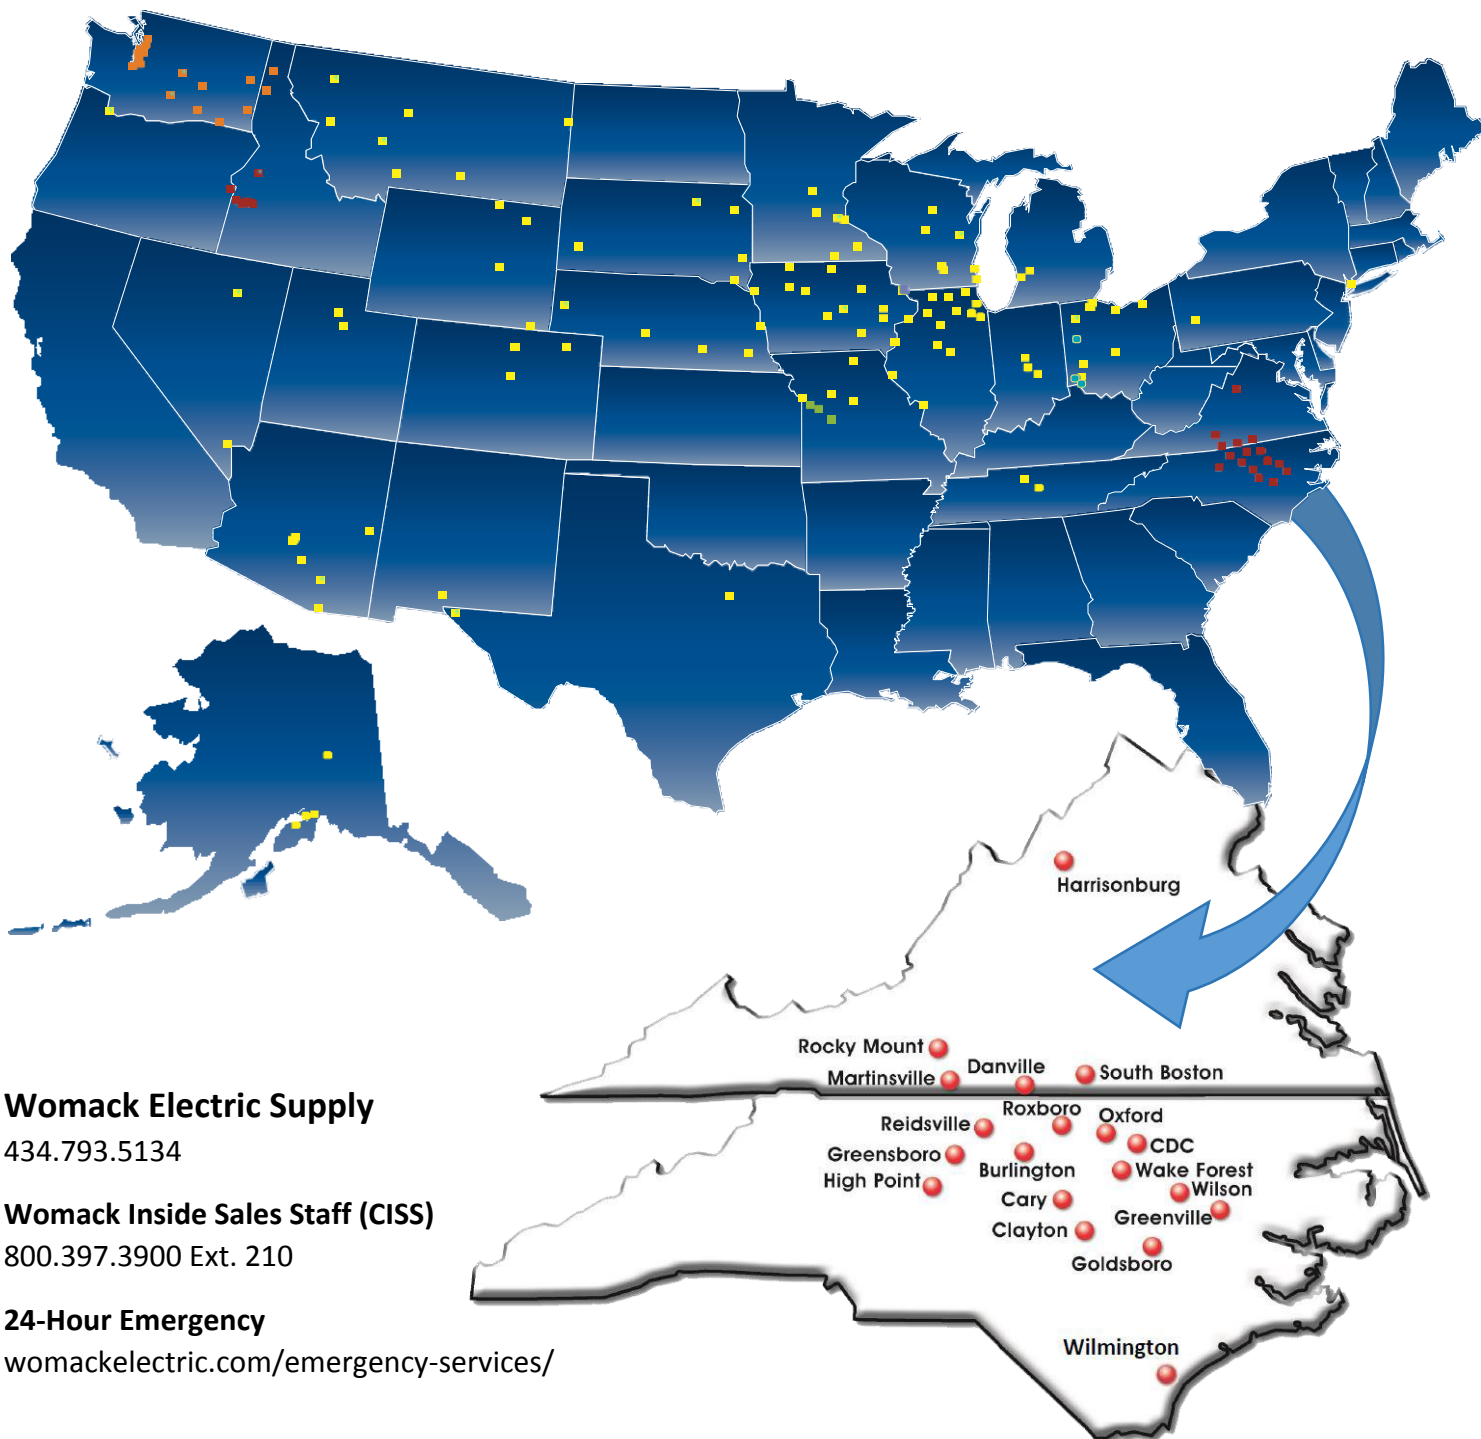 Harrisonburg
Rocky Mount
Martinsville
Danville
South Boston
Roxboro
Oxford
Reidsville
CDC
Greensboro
Burlington
Wake Forest
High Point
Wilson
Cary
Greenville
Clayton
Goldsboro
Wilmington
Womack Electric Supply
434.793.5134
Womack Inside Sales Staff (CISS)
800.397.3900 Ext. 210
24-Hour Emergency
womackelectric.com/emergency-services/